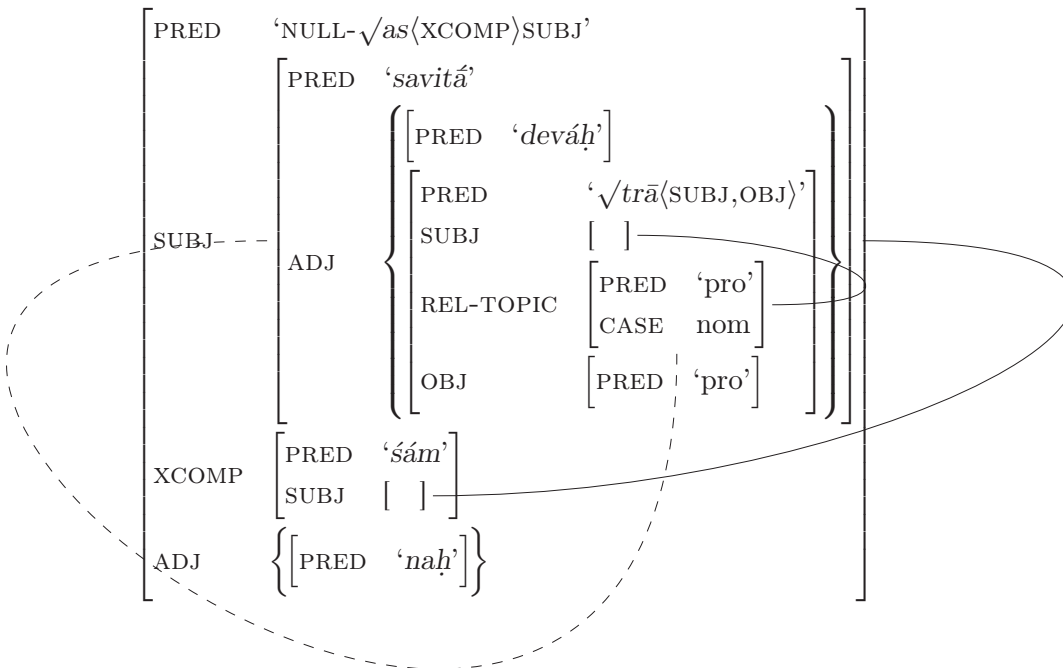 PRED ‘NULL-√as⟨XCOMP⟩SUBJ’
PRED ‘savitā́’
[PRED ‘deváḥ’]
PRED ‘√trā⟨SUBJ,OBJ⟩’
SUBJ SUBJ [ ]
ADJ
REL-TOPIC PRED ‘pro’
CASE nom
OBJ [PRED ‘pro’]
XCOMP PRED ‘śám’
SUBJ [ ]
ADJ {[PRED ‘naḥ’]}